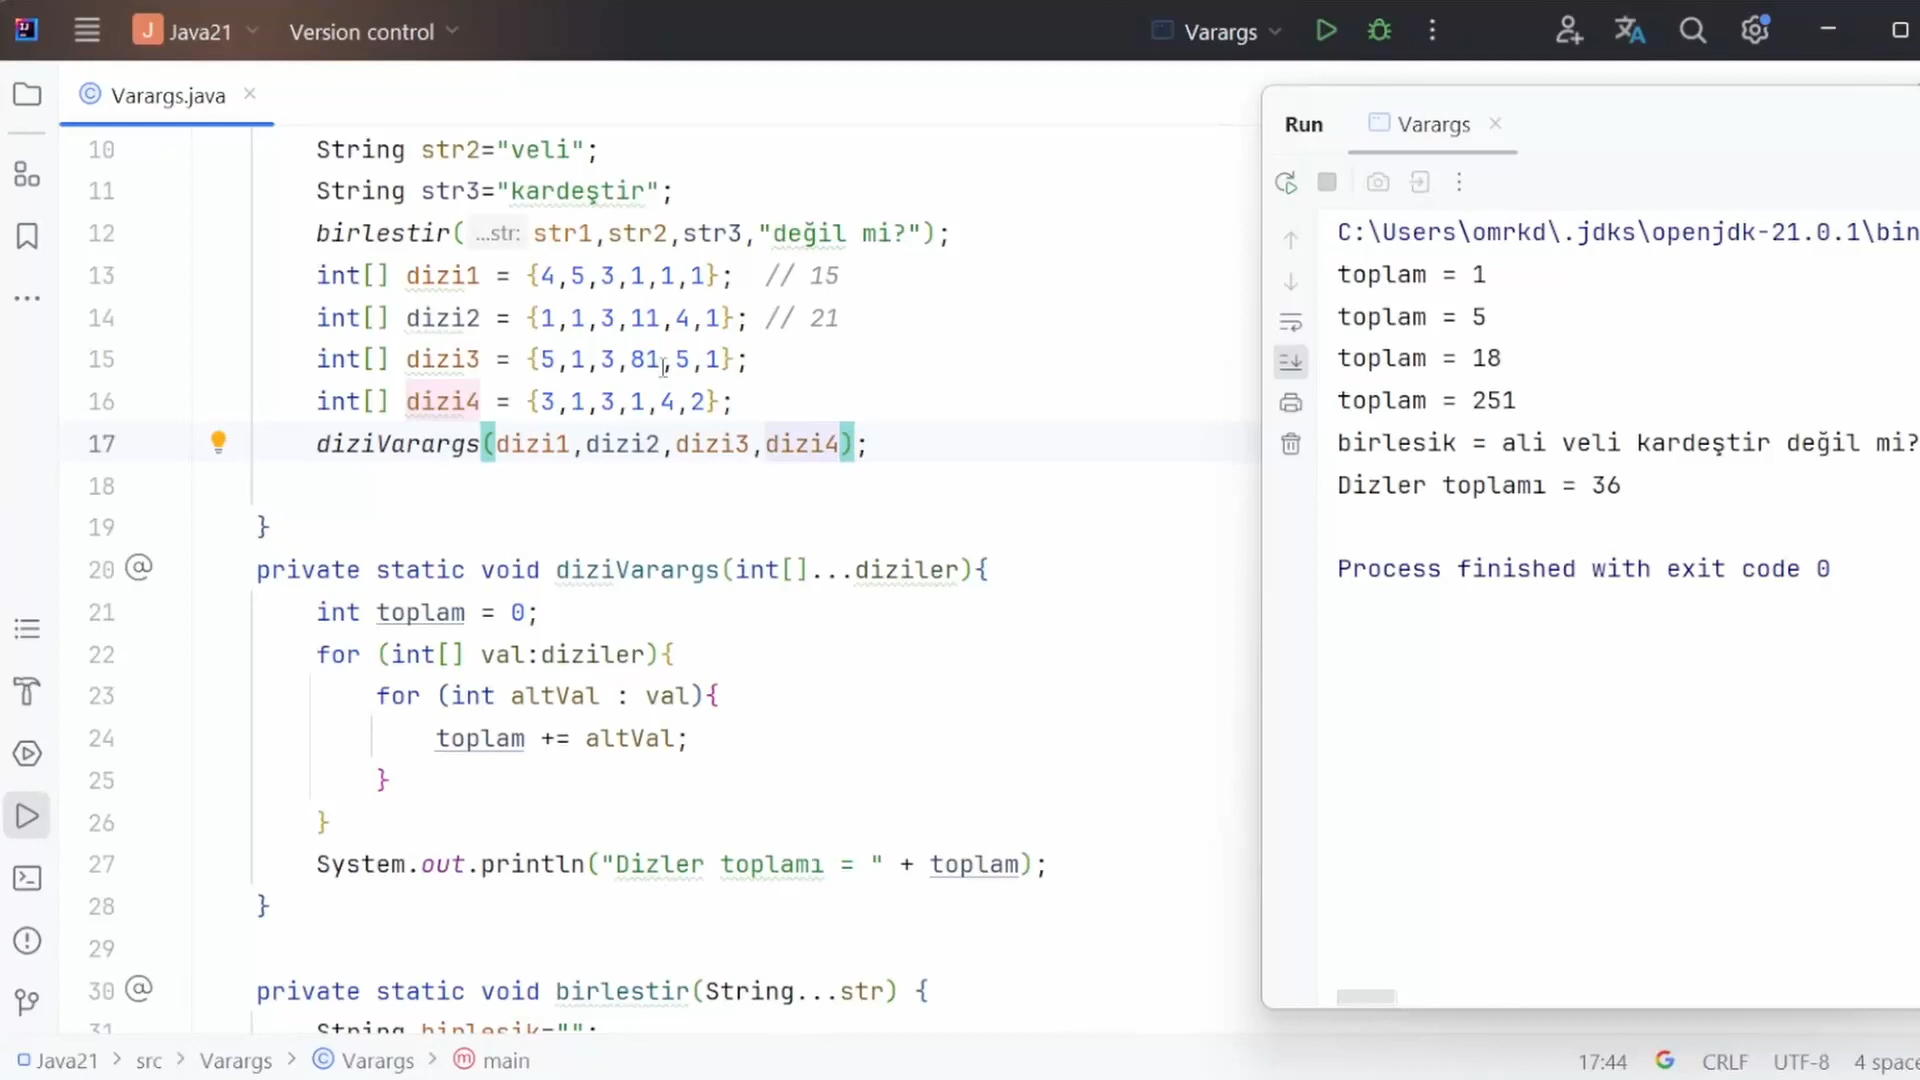 J Java21 Version control Varargs
Varargs.java
10 String str2="veli";
11 String str3="kardeştir";
12 birlestir( ...str: str1,str2,str3,"değil mi?");
13 int[] dizi1 = {4,5,3,1,1,1}; // 15
14 int[] dizi2 = {1,1,3,11,4,1}; // 21
15 int[] dizi3 = {5,1,3,81,5,1};
16 int[] dizi4 = {3,1,3,1,4,2};
17 diziVarargs(dizi1,dizi2,dizi3,dizi4);
18
19 }
20 @ private static void diziVarargs(int[]...diziler){
21 int toplam = 0;
22 for (int[] val:diziler){
23 for (int altVal : val){
24 toplam += altVal;
25 }
26 }
27 System.out.println("Dizler toplamı = " + toplam);
28 }
29
30 @ private static void birlestir(String...str) {
31 String birlesik="";
Run Varargs
C:\Users\omrkd\.jdks\openjdk-21.0.1\bin
toplam = 1
toplam = 5
toplam = 18
toplam = 251
birlesik = ali veli kardeştir değil mi?
Dizler toplamı = 36
Process finished with exit code 0
Java21 > src > Varargs > Varargs > main 17:44 CRLF UTF-8 4 space